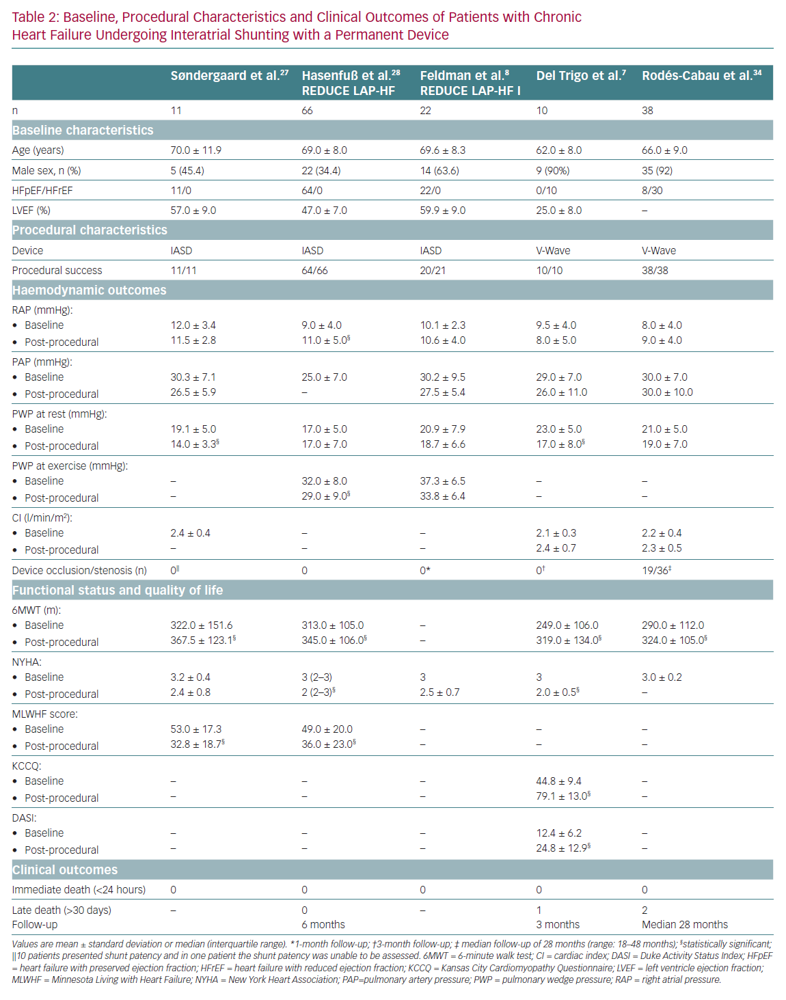 Table 2: Baseline, Procedural Characteristics and Clinical Outcomes of Patients with Chronic
Heart Failure Undergoing Interatrial Shunting with a Permanent Device
Søndergaard et al.²⁷ Hasenfuß et al.²⁸ Feldman et al.⁸ Del Trigo et al.⁷ Rodés-Cabau et al.³⁴
REDUCE LAP-HF REDUCE LAP-HF I
n 11 66 22 10 38
Baseline characteristics
Age (years) 70.0 ± 11.9 69.0 ± 8.0 69.6 ± 8.3 62.0 ± 8.0 66.0 ± 9.0
Male sex, n (%) 5 (45.4) 22 (34.4) 14 (63.6) 9 (90%) 35 (92)
HFpEF/HFrEF 11/0 64/0 22/0 0/10 8/30
LVEF (%) 57.0 ± 9.0 47.0 ± 7.0 59.9 ± 9.0 25.0 ± 8.0 –
Procedural characteristics
Device IASD IASD IASD V-Wave V-Wave
Procedural success 11/11 64/66 20/21 10/10 38/38
Haemodynamic outcomes
RAP (mmHg):
• Baseline 12.0 ± 3.4 9.0 ± 4.0 10.1 ± 2.3 9.5 ± 4.0 8.0 ± 4.0
• Post-procedural 11.5 ± 2.8 11.0 ± 5.0§ 10.6 ± 4.0 8.0 ± 5.0 9.0 ± 4.0
PAP (mmHg):
• Baseline 30.3 ± 7.1 25.0 ± 7.0 30.2 ± 9.5 29.0 ± 7.0 30.0 ± 7.0
• Post-procedural 26.5 ± 5.9 – 27.5 ± 5.4 26.0 ± 11.0 30.0 ± 10.0
PWP at rest (mmHg):
• Baseline 19.1 ± 5.0 17.0 ± 5.0 20.9 ± 7.9 23.0 ± 5.0 21.0 ± 5.0
• Post-procedural 14.0 ± 3.3§ 17.0 ± 7.0 18.7 ± 6.6 17.0 ± 8.0§ 19.0 ± 7.0
PWP at exercise (mmHg):
• Baseline – 32.0 ± 8.0 37.3 ± 6.5 – –
• Post-procedural – 29.0 ± 9.0§ 33.8 ± 6.4 – –
CI (l/min/m²):
• Baseline 2.4 ± 0.4 – – 2.1 ± 0.3 2.2 ± 0.4
• Post-procedural – – – 2.4 ± 0.7 2.3 ± 0.5
Device occlusion/stenosis (n) 0‖ 0 0* 0† 19/36‡
Functional status and quality of life
6MWT (m):
• Baseline 322.0 ± 151.6 313.0 ± 105.0 – 249.0 ± 106.0 290.0 ± 112.0
• Post-procedural 367.5 ± 123.1§ 345.0 ± 106.0§ – 319.0 ± 134.0§ 324.0 ± 105.0§
NYHA:
• Baseline 3.2 ± 0.4 3 (2–3) 3 3 3.0 ± 0.2
• Post-procedural 2.4 ± 0.8 2 (2–3)§ 2.5 ± 0.7 2.0 ± 0.5§ –
MLWHF score:
• Baseline 53.0 ± 17.3 49.0 ± 20.0 – – –
• Post-procedural 32.8 ± 18.7§ 36.0 ± 23.0§ – – –
KCCQ:
• Baseline – – – 44.8 ± 9.4 –
• Post-procedural – – – 79.1 ± 13.0§ –
DASI:
• Baseline – – – 12.4 ± 6.2 –
• Post-procedural – – – 24.8 ± 12.9§ –
Clinical outcomes
Immediate death (<24 hours) 0 0 0 0 0
Late death (>30 days) – 0 – 1 2
Follow-up 6 months 3 months Median 28 months
Values are mean ± standard deviation or median (interquartile range). *1-month follow-up; †3-month follow-up; ‡ median follow-up of 28 months (range: 18–48 months); §statistically significant;
‖10 patients presented shunt patency and in one patient the shunt patency was unable to be assessed. 6MWT = 6-minute walk test; CI = cardiac index; DASI = Duke Activity Status Index; HFpEF
= heart failure with preserved ejection fraction; HFrEF = heart failure with reduced ejection fraction; KCCQ = Kansas City Cardiomyopathy Questionnaire; LVEF = left ventricle ejection fraction;
MLWHF = Minnesota Living with Heart Failure; NYHA = New York Heart Association; PAP=pulmonary artery pressure; PWP = pulmonary wedge pressure; RAP = right atrial pressure.